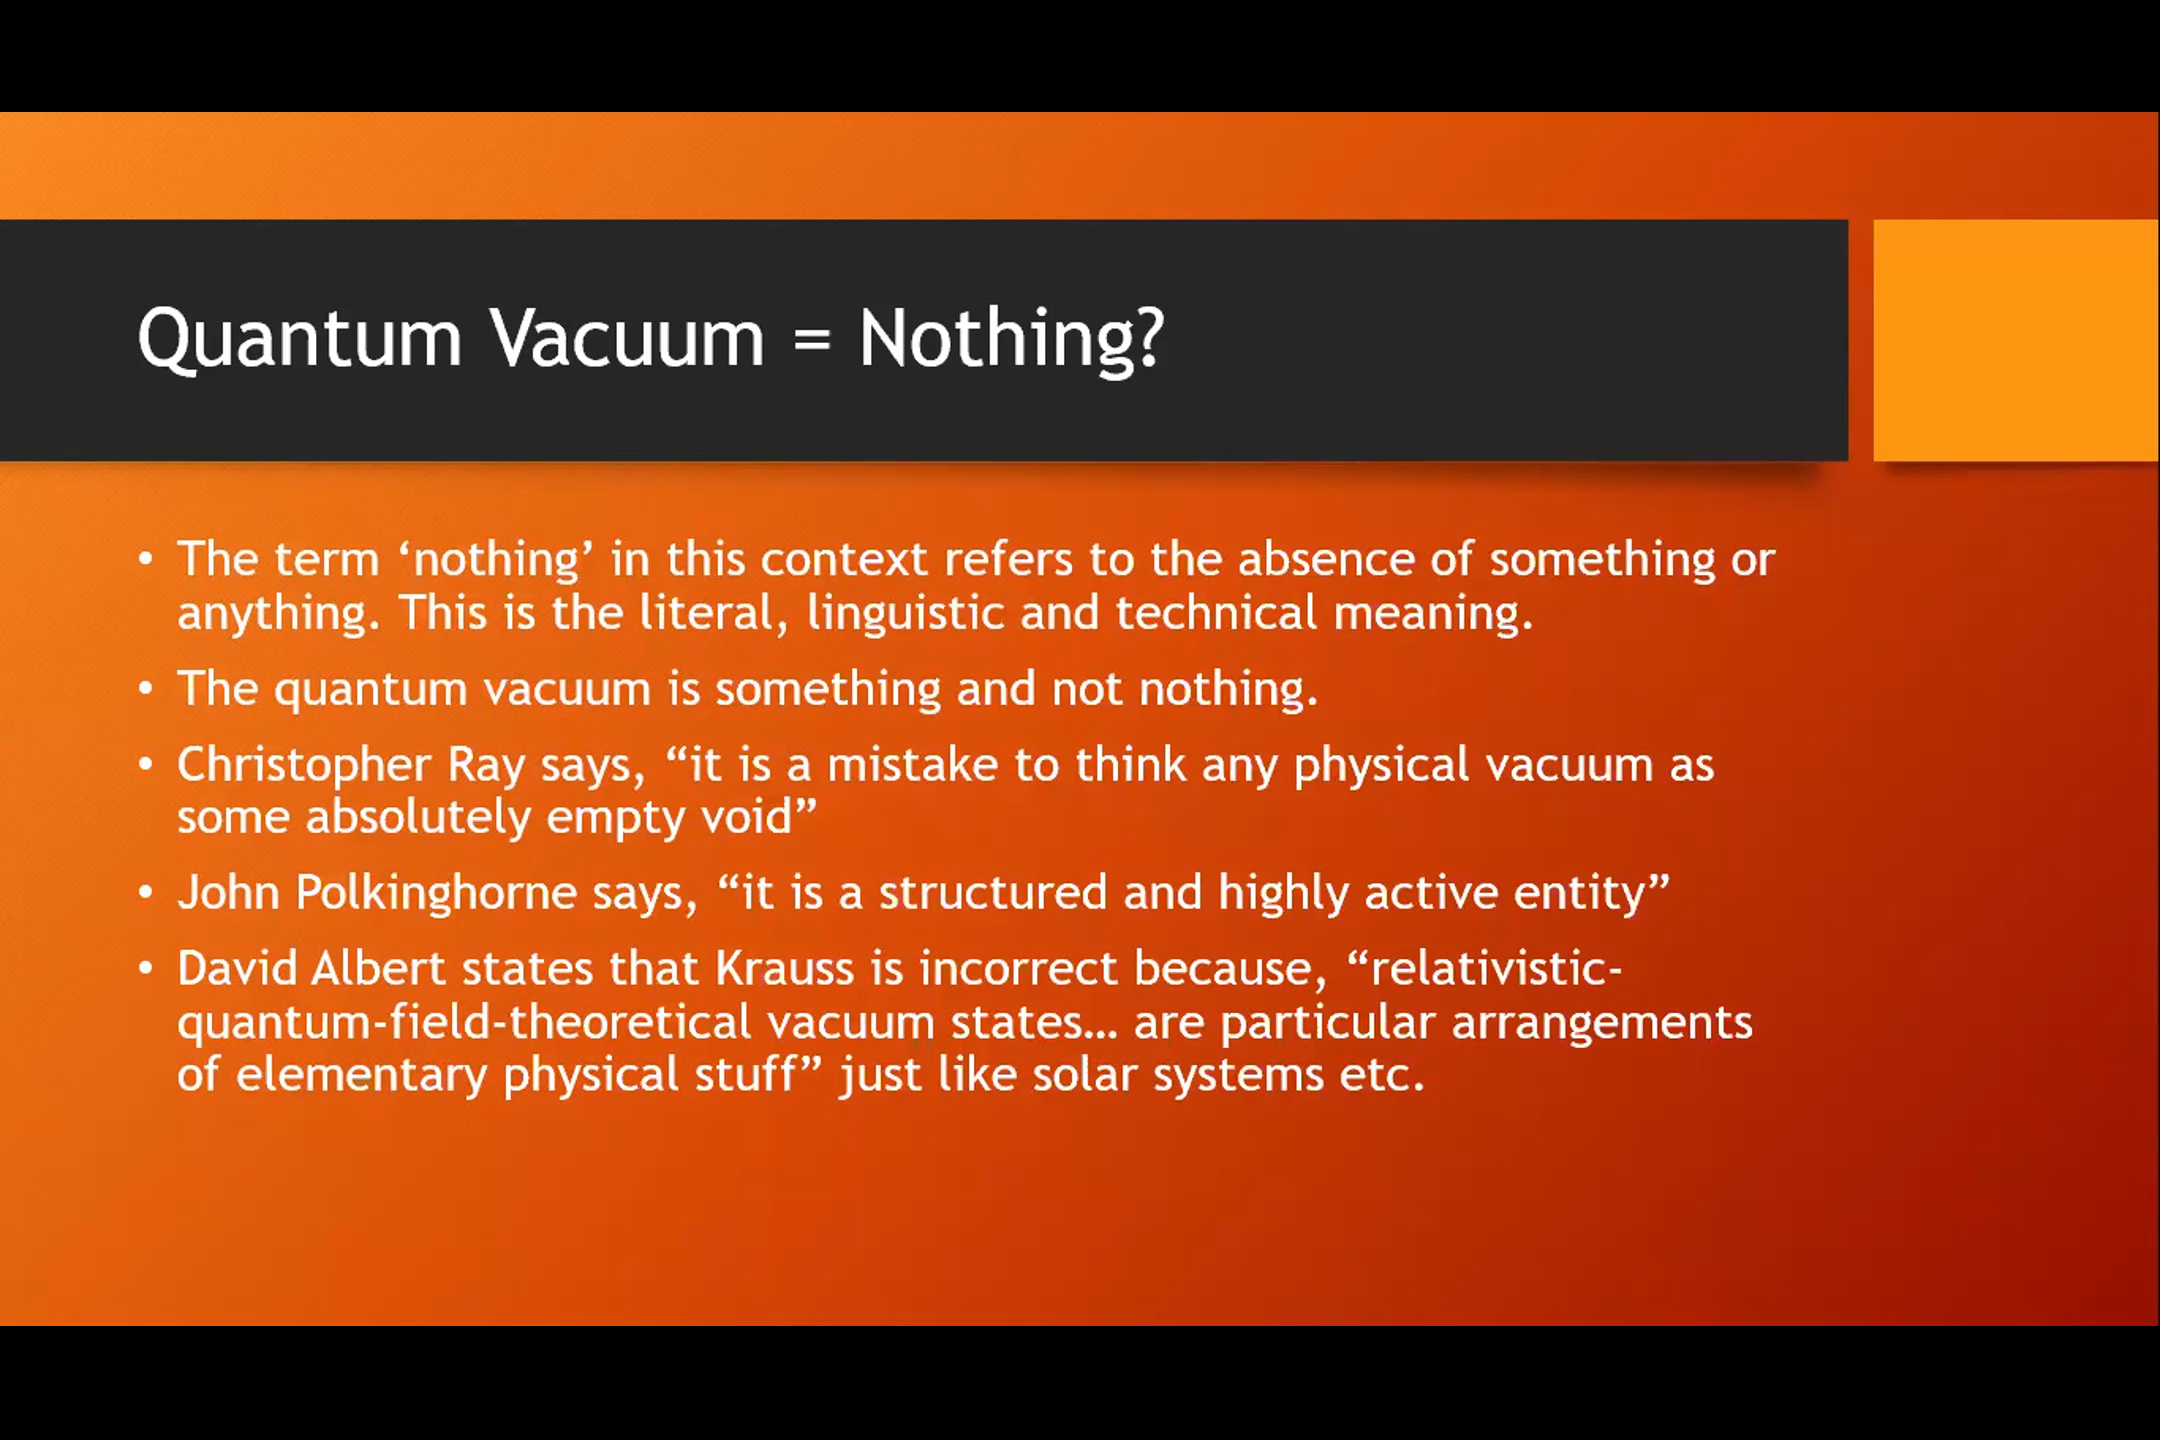 Quantum Vacuum = Nothing?
• The term ‘nothing’ in this context refers to the absence of something or
anything. This is the literal, linguistic and technical meaning.
• The quantum vacuum is something and not nothing.
• Christopher Ray says, “it is a mistake to think any physical vacuum as
some absolutely empty void”
• John Polkinghorne says, “it is a structured and highly active entity”
• David Albert states that Krauss is incorrect because, “relativistic-
quantum-field-theoretical vacuum states… are particular arrangements
of elementary physical stuff” just like solar systems etc.